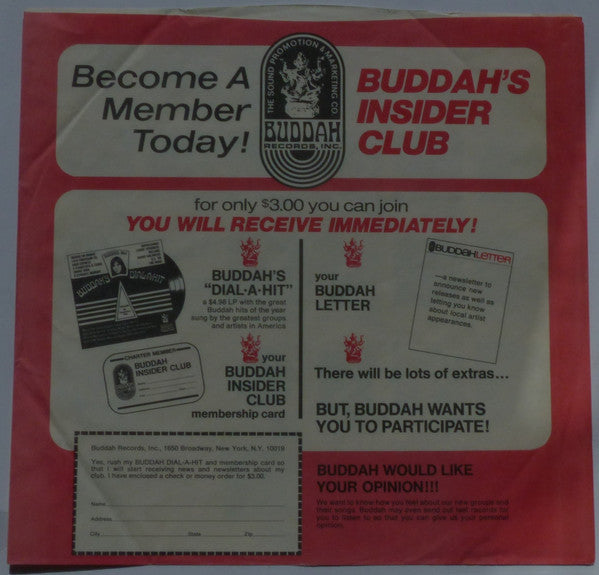 Become A
Member
Today!
THE SOUND PROMOTION & MARKETING CO.
BUDDAH
RECORDS, INC.
BUDDAH'S
INSIDER
CLUB
for only $3.00 you can join
YOU WILL RECEIVE IMMEDIATELY!
BUDDAH'S
DIAL·A·HIT
BUDDAH'S
"DIAL·A·HIT"
a $4.98 LP with the great
Buddah hits of the year
sung by the greatest groups
and artists in America
CHARTER MEMBER
BUDDAH
INSIDER CLUB
your
BUDDAH
INSIDER
CLUB
membership card
your
BUDDAH
LETTER
BUDDAHLETTER
—a newsletter to
announce new
releases as well as
letting you know
about local artist
appearances.
There will be lots of extras...
BUT, BUDDAH WANTS
YOU TO PARTICIPATE!
Buddah Records, Inc., 1650 Broadway, New York, N.Y. 10019
Yes, rush my BUDDAH DIAL-A-HIT and membership card so
that I will start receiving news and newsletters about my
club. I have enclosed a check or money order for $3.00.
Name
Address
City State Zip
BUDDAH WOULD LIKE
YOUR OPINION!!!
We want to know how you feel about our new groups and
their songs. Buddah may even send out test records for
you to listen to so that you can give us your personal
opinion.